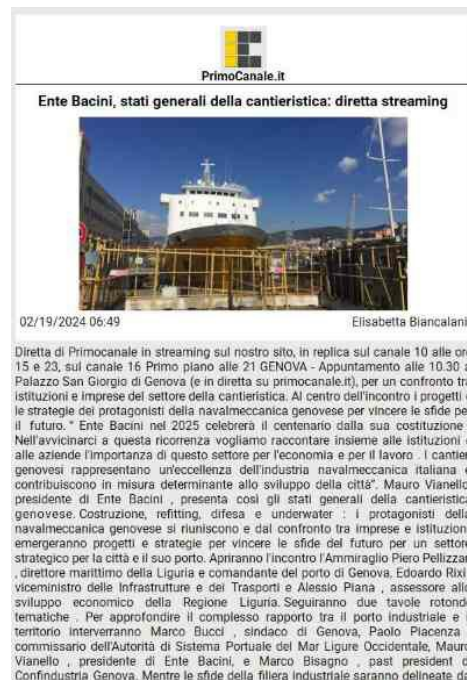 PrimoCanale.it
Ente Bacini, stati generali della cantieristica: diretta streaming
02/19/2024 06:49
Elisabetta Biancalani
Diretta di Primocanale in streaming sul nostro sito, in replica sul canale 10 alle or
15 e 23, sul canale 16 Primo piano alle 21 GENOVA - Appuntamento alle 10.30 a
Palazzo San Giorgio di Genova (e in diretta su primocanale.it), per un confronto tra
istituzioni e imprese del settore della cantieristica. Al centro dell'incontro i progetti e
le strategie dei protagonisti della navalmeccanica genovese per vincere le sfide per
il futuro. " Ente Bacini nel 2025 celebrerà il centenario dalla sua costituzione .
Nell'avvicinarci a questa ricorrenza vogliamo raccontare insieme alle istituzioni e
alle aziende l'importanza di questo settore per l'economia e per il lavoro . I cantieri
genovesi rappresentano un'eccellenza dell'industria navalmeccanica italiana e
contribuiscono in misura determinante allo sviluppo della città". Mauro Vianello,
presidente di Ente Bacini , presenta così gli stati generali della cantieristica
genovese. Costruzione, refitting, difesa e underwater : i protagonisti della
navalmeccanica genovese si riuniscono e dal confronto tra imprese e istituzioni
emergeranno progetti e strategie per vincere le sfide del futuro per un settore
strategico per la città e il suo porto. Apriranno l'incontro l'Ammiraglio Piero Pellizzari
, direttore marittimo della Liguria e comandante del porto di Genova, Edoardo Rixi,
viceministro delle Infrastrutture e dei Trasporti e Alessio Piana , assessore allo
sviluppo economico della Regione Liguria. Seguiranno due tavole rotonde
tematiche . Per approfondire il complesso rapporto tra il porto industriale e il
territorio interverranno Marco Bucci , sindaco di Genova, Paolo Piacenza ,
commissario dell'Autorità di Sistema Portuale del Mar Ligure Occidentale, Mauro
Vianello , presidente di Ente Bacini, e Marco Bisagno , past president di
Confindustria Genova. Mentre le sfide della filiera industriale saranno delineate da